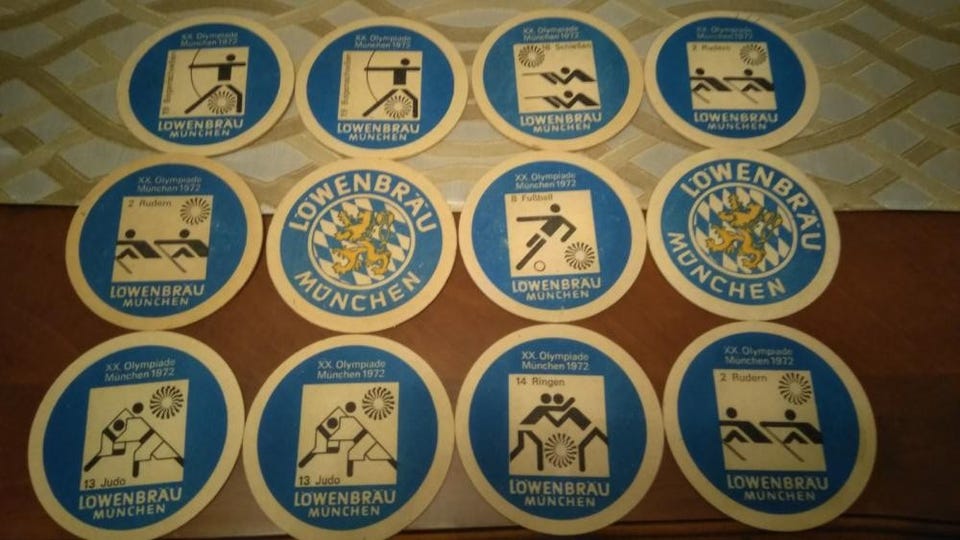 XX. Olympiade
München 1972
19 Bogenschießen
LÖWENBRÄU
MÜNCHEN
XX. Olympiade
München 1972
19 Bogenschießen
LÖWENBRÄU
MÜNCHEN
XX. Olympiade
München 1972
16 Schießen
LÖWENBRÄU
MÜNCHEN
XX. Olympiade
München 1972
2 Rudern
LÖWENBRÄU
MÜNCHEN
XX. Olympiade
München 1972
2 Rudern
LÖWENBRÄU
MÜNCHEN
LÖWENBRÄU
MÜNCHEN
XX. Olympiade
München 1972
8 Fußball
LÖWENBRÄU
MÜNCHEN
LÖWENBRÄU
MÜNCHEN
XX. Olympiade
München 1972
13 Judo
LÖWENBRÄU
MÜNCHEN
XX. Olympiade
München 1972
13 Judo
LÖWENBRÄU
MÜNCHEN
XX. Olympiade
München 1972
14 Ringen
LÖWENBRÄU
MÜNCHEN
XX. Olympiade
München 1972
2 Rudern
LÖWENBRÄU
MÜNCHEN